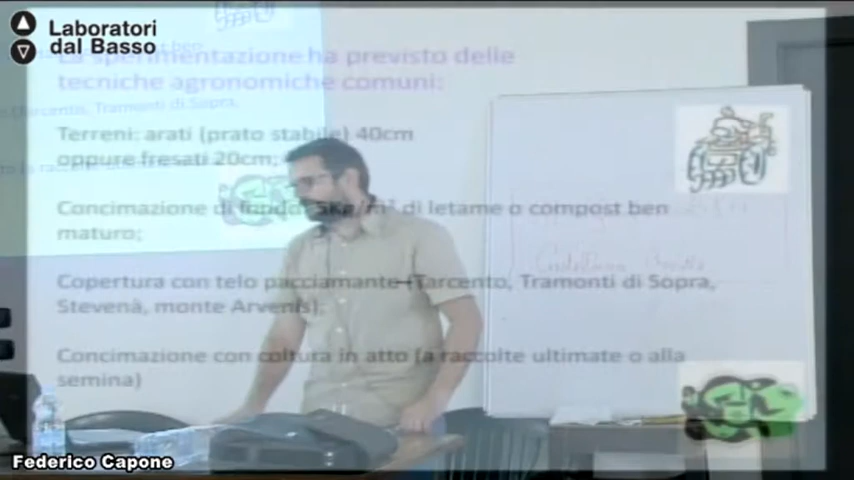 Laboratori
dal Basso
La sperimentazione ha previsto delle
tecniche agronomiche comuni:
Terreni: arati (prato stabile) 40cm
oppure fresati 20cm;
Concimazione di di letame o compost ben
maturo;
Copertura con telo pacciamante (Tarcento, Tramonti di Sopra,
Stevenà, monte Arvenis);
Concimazione con coltura in atto (a raccolte ultimate o alla
semina)
Federico Capone